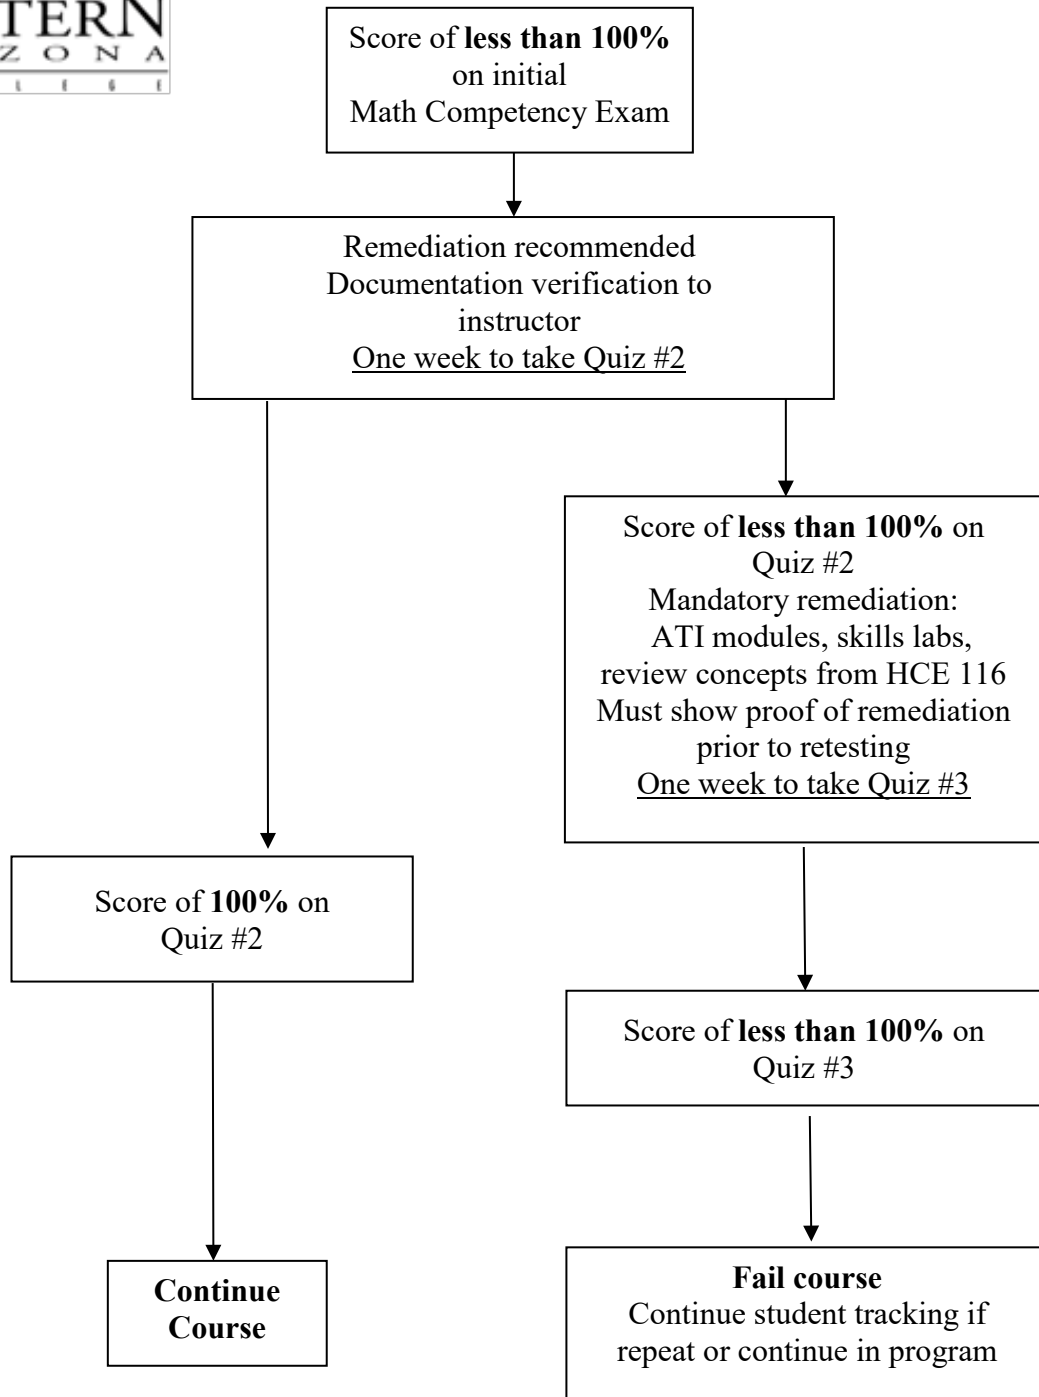 TERN
Z O N A
L E G E
Score of less than 100%
on initial
Math Competency Exam
Remediation recommended
Documentation verification to
instructor
One week to take Quiz #2
Score of less than 100% on
Quiz #2
Mandatory remediation:
ATI modules, skills labs,
review concepts from HCE 116
Must show proof of remediation
prior to retesting
One week to take Quiz #3
Score of 100% on
Quiz #2
Score of less than 100% on
Quiz #3
Continue
Course
Fail course
Continue student tracking if
repeat or continue in program